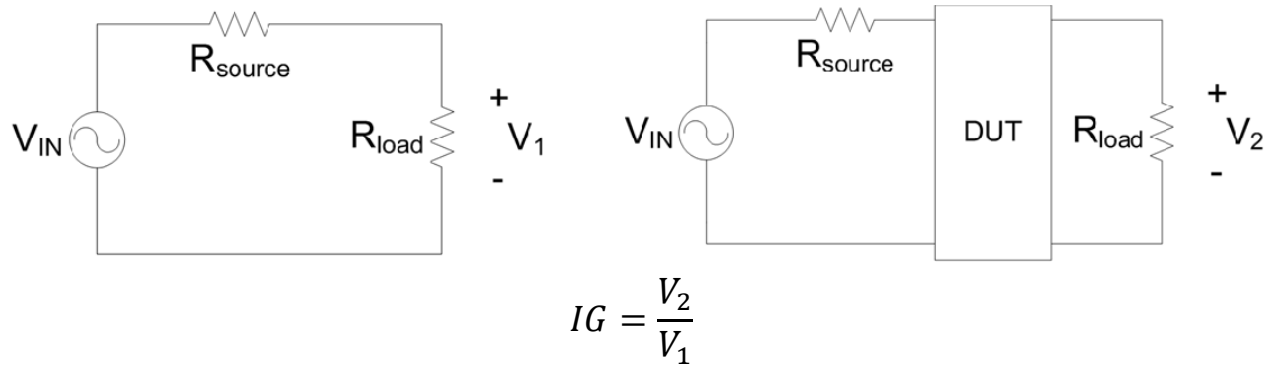 R_source
V_IN
R_load
+
V_1
-
R_source
V_IN
DUT
R_load
+
V_2
-
IG = V_2/V_1